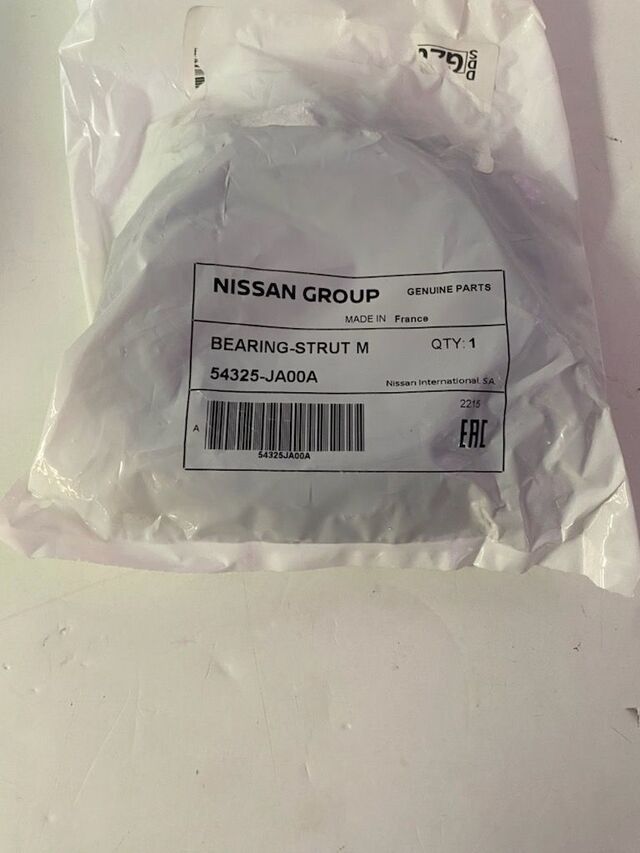 NISSAN GROUP GENUINE PARTS
MADE IN France
BEARING-STRUT M QTY: 1
54325-JA00A Nissan International. SA
2215
A
EAC
54325JA00A